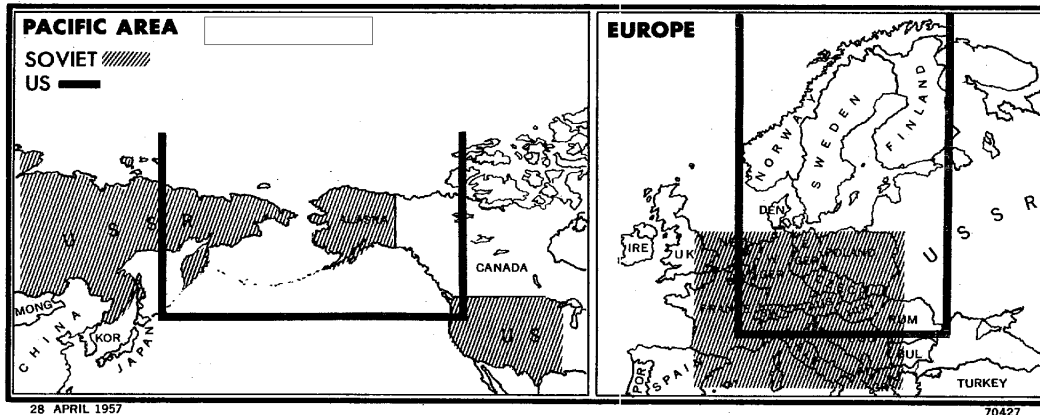 PACIFIC AREA
SOVIET
US
U S S R
ALASKA
CANADA
MONG
CHINA
KOR
JAPAN
U S
28 APRIL 1957
EUROPE
NORWAY
SWEDEN
FINLAND
DEN
IRE
UK
POLAND
U S S R
RUM
BUL
PORT
SPAIN
TURKEY
70427